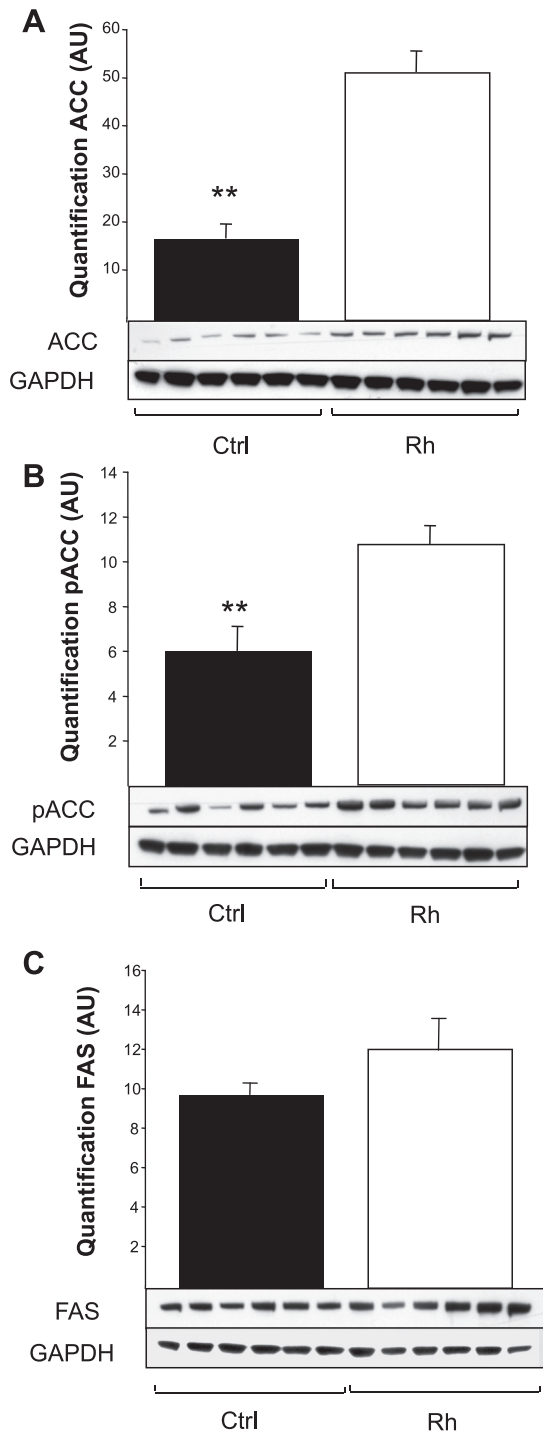 A
Quantification ACC (AU)
60
50
40
30
20
10
**
ACC
GAPDH
Ctrl Rh
B
Quantification pACC (AU)
14
12
10
8
6
4
2
**
pACC
GAPDH
Ctrl Rh
C
Quantification FAS (AU)
16
14
12
10
8
6
4
2
FAS
GAPDH
Ctrl Rh